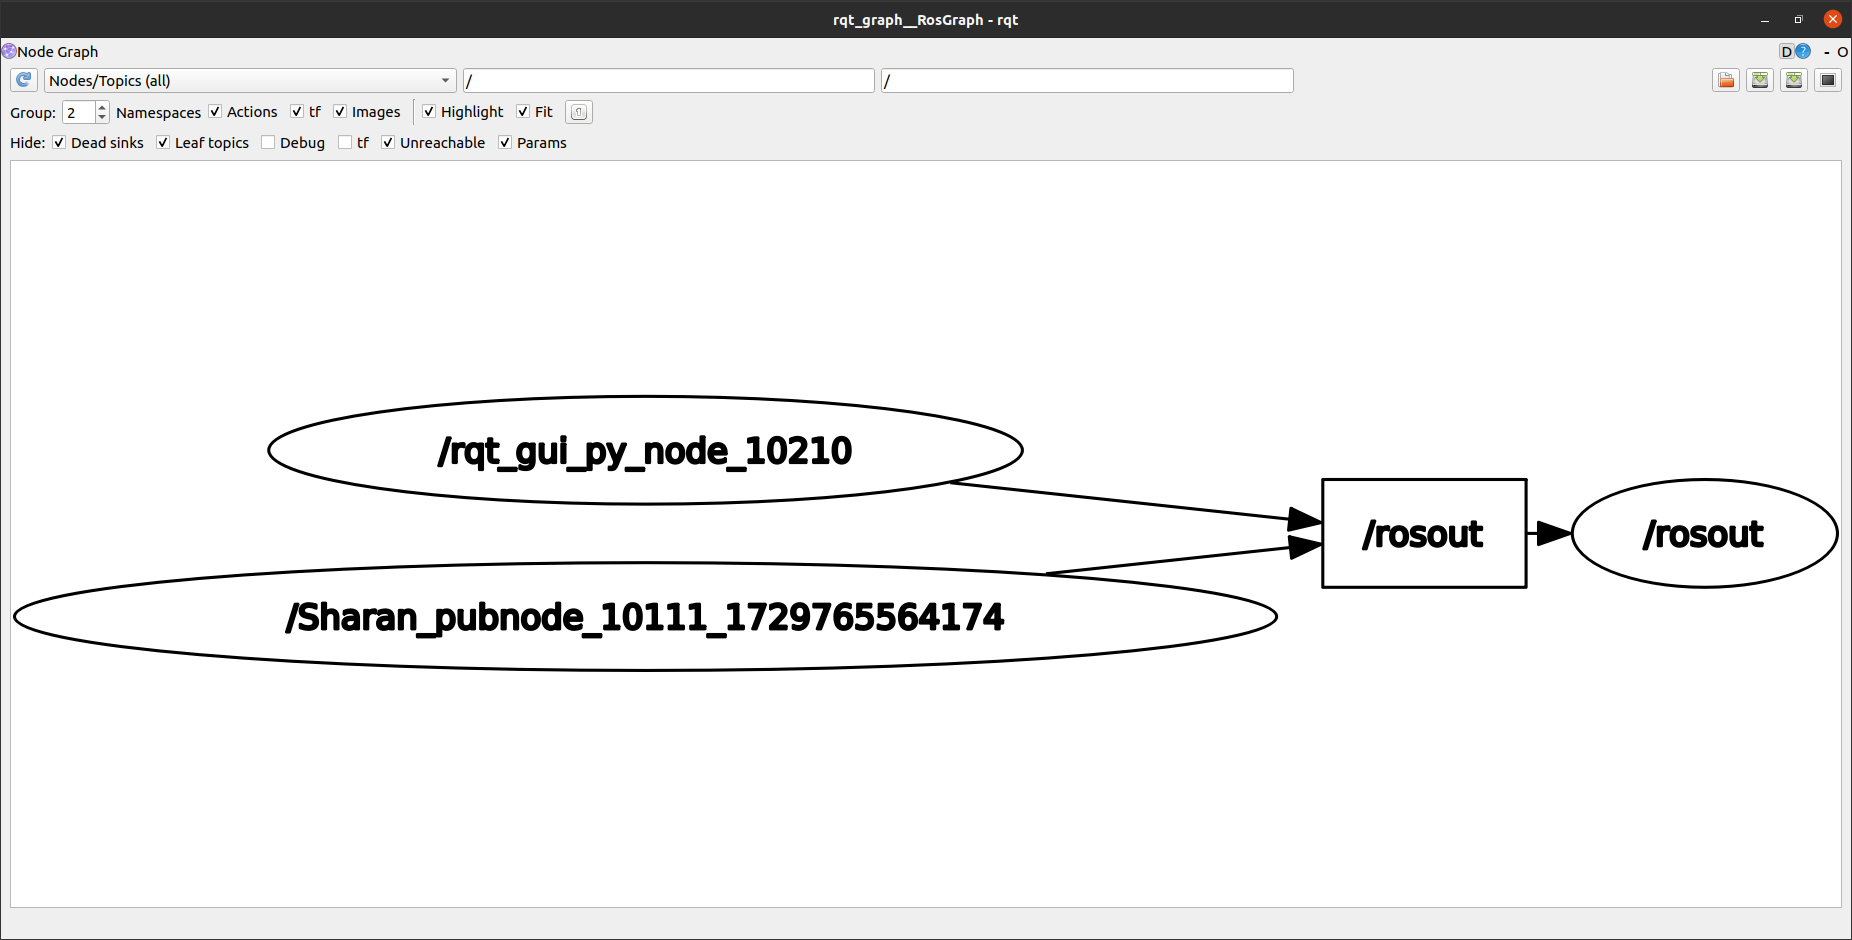 rqt_graph__RosGraph - rqt
Node Graph
D ? - O
Nodes/Topics (all) / /
Group: 2 Namespaces Actions tf Images Highlight Fit
Hide: Dead sinks Leaf topics Debug tf Unreachable Params
/rqt_gui_py_node_10210
/rosout /rosout
/Sharan_pubnode_10111_1729765564174